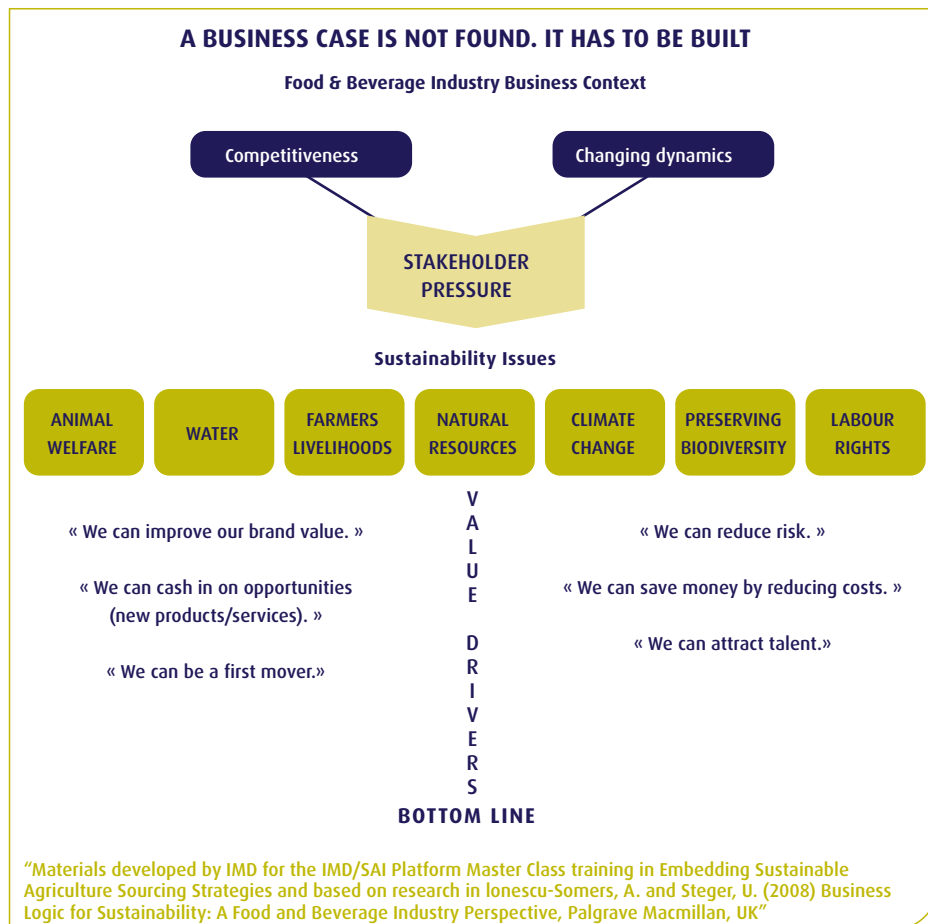 A BUSINESS CASE IS NOT FOUND. IT HAS TO BE BUILT
Food & Beverage Industry Business Context
Competitiveness
Changing dynamics
STAKEHOLDER
PRESSURE
Sustainability Issues
ANIMAL
WELFARE
WATER
FARMERS
LIVELIHOODS
NATURAL
RESOURCES
CLIMATE
CHANGE
PRESERVING
BIODIVERSITY
LABOUR
RIGHTS
« We can improve our brand value. »
« We can cash in on opportunities
(new products/services). »
« We can be a first mover.»
VALUE DRIVERS
« We can reduce risk. »
« We can save money by reducing costs. »
« We can attract talent.»
BOTTOM LINE
“Materials developed by IMD for the IMD/SAI Platform Master Class training in Embedding Sustainable
Agriculture Sourcing Strategies and based on research in Ionescu-Somers, A. and Steger, U. (2008) Business
Logic for Sustainability: A Food and Beverage Industry Perspective, Palgrave Macmillan, UK”